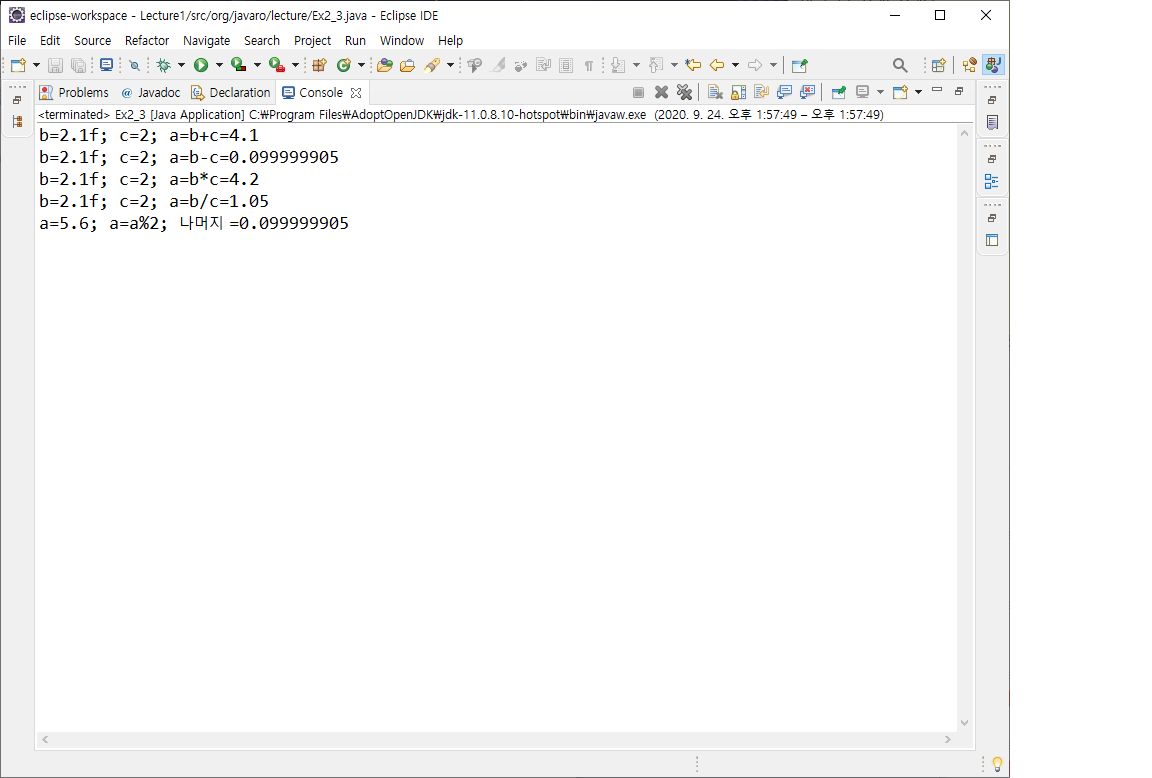 eclipse-workspace - Lecture1/src/org/javaro/lecture/Ex2_3.java - Eclipse IDE
File Edit Source Refactor Navigate Search Project Run Window Help
Problems @ Javadoc Declaration Console
<terminated> Ex2_3 [Java Application] C:₩Program Files₩AdoptOpenJDK₩jdk-11.0.8.10-hotspot₩bin₩javaw.exe (2020. 9. 24. 오후 1:57:49 – 오후 1:57:49)
b=2.1f; c=2; a=b+c=4.1
b=2.1f; c=2; a=b-c=0.099999905
b=2.1f; c=2; a=b*c=4.2
b=2.1f; c=2; a=b/c=1.05
a=5.6; a=a%2; 나머지 =0.099999905